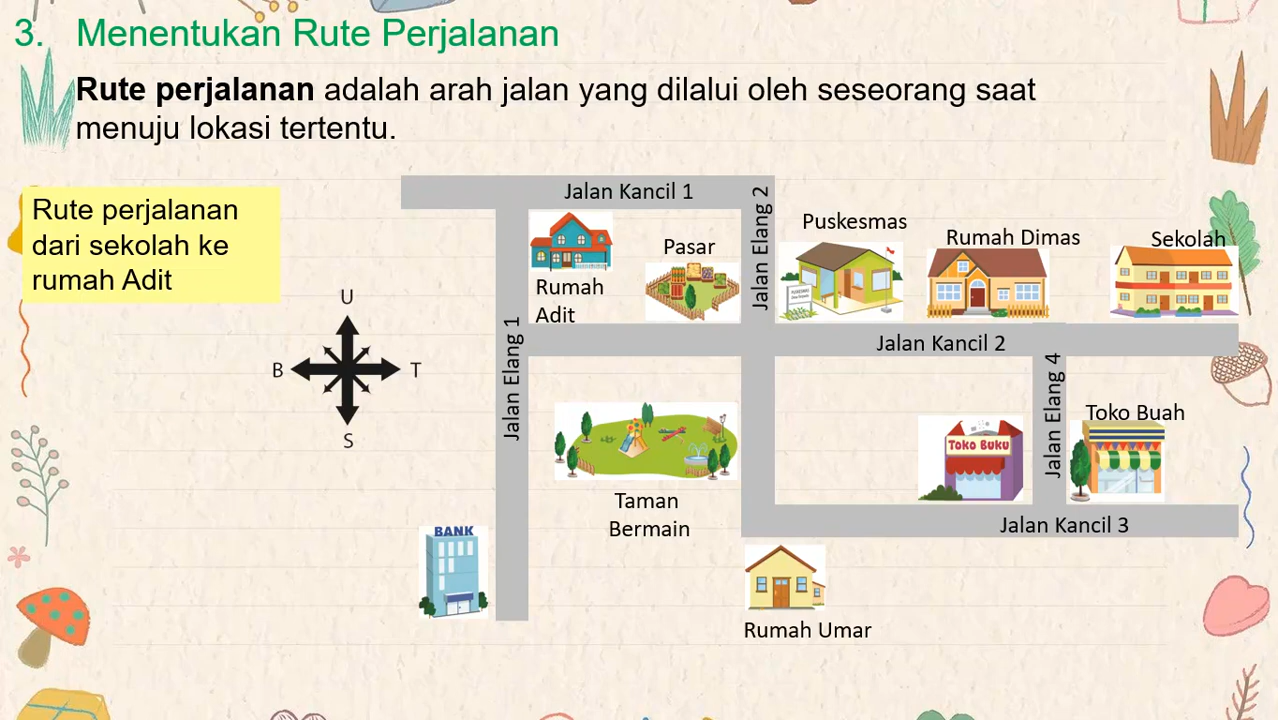 3. Menentukan Rute Perjalanan
Rute perjalanan adalah arah jalan yang dilalui oleh seseorang saat
menuju lokasi tertentu.
Rute perjalanan
dari sekolah ke
rumah Adit
U
B
T
S
Jalan Kancil 1
Jalan Elang 2
Puskesmas
Rumah Dimas
Sekolah
Pasar
Rumah
Adit
Jalan Elang 1
Jalan Kancil 2
Jalan Elang 4
Toko Buah
Toko Buku
Taman
Bermain
Jalan Kancil 3
BANK
Rumah Umar